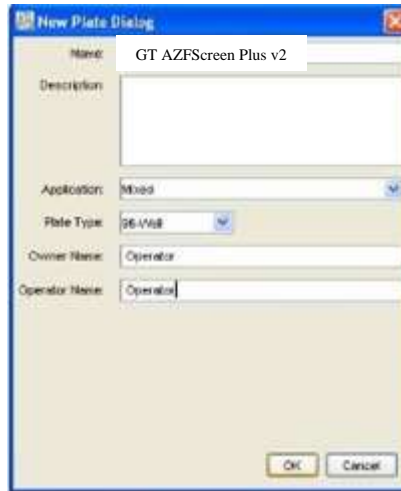 New Plate Dialog
Name: GT AZFScreen Plus v2
Description:
Application: Mixed
Plate Type: 96-Well
Owner Name: Operator
Operator Name: Operator
OK Cancel